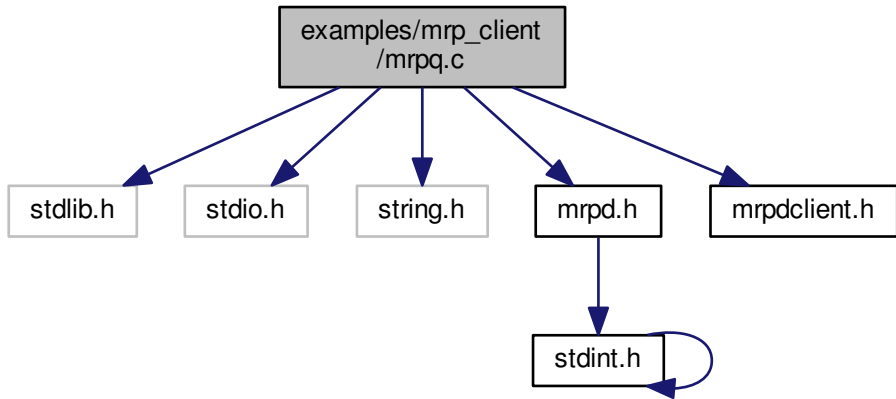 examples/mrp_client
/mrpq.c
stdlib.h
stdio.h
string.h
mrpd.h
mrpdclient.h
stdint.h